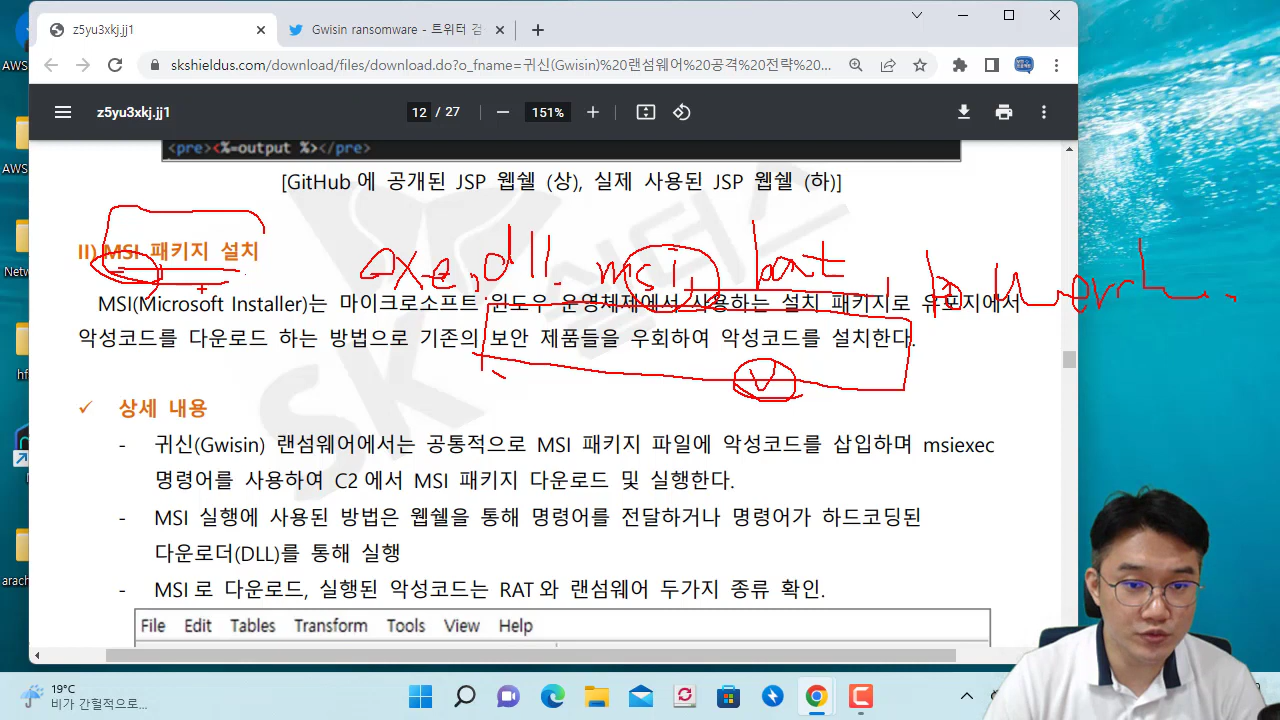 z5yu3xkj.jj1
Gwisin ransomware - 트위터 검
skshieldus.com/download/files/download.do?o_fname=귀신(Gwisin)%20랜섬웨어%20공격%20전략%20...
z5yu3xkj.jj1
12 / 27
151%
<pre><%=output %></pre>
[GitHub 에 공개된 JSP 웹쉘 (상), 실제 사용된 JSP 웹쉘 (하)]
II) MSI 패키지 설치
exe, dll. msi, bat
MSI(Microsoft Installer)는 마이크로소프트 윈도우 운영체제에서 사용하는 설치 패키지로 유포지에서
악성코드를 다운로드 하는 방법으로 기존의 보안 제품들을 우회하여 악성코드를 설치한다.
V
✓ 상세 내용
- 귀신(Gwisin) 랜섬웨어에서는 공통적으로 MSI 패키지 파일에 악성코드를 삽입하며 msiexec
명령어를 사용하여 C2 에서 MSI 패키지 다운로드 및 실행한다.
- MSI 실행에 사용된 방법은 웹쉘을 통해 명령어를 전달하거나 명령어가 하드코딩된
다운로더(DLL)를 통해 실행
- MSI 로 다운로드, 실행된 악성코드는 RAT 와 랜섬웨어 두가지 종류 확인.
File Edit Tables Transform Tools View Help
SK쉴더스
AWS
AWS
Netw
hf
arach
19°C
비가 간헐적으로...